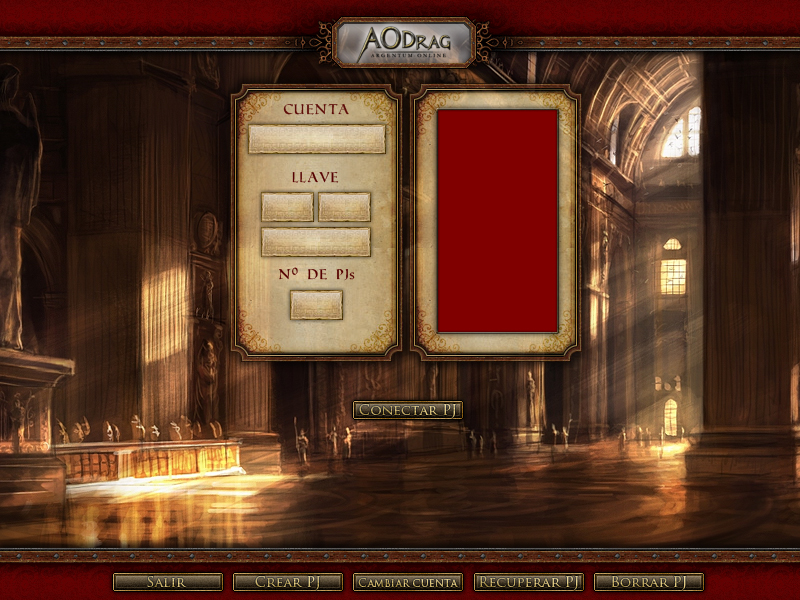 AODRAG
ARGENTUM ONLINE
CUENTA
LLAVE
Nº DE PJs
CONECTAR PJ
SALIR
CREAR PJ
CAMBIAR CUENTA
RECUPERAR PJ
BORRAR PJ